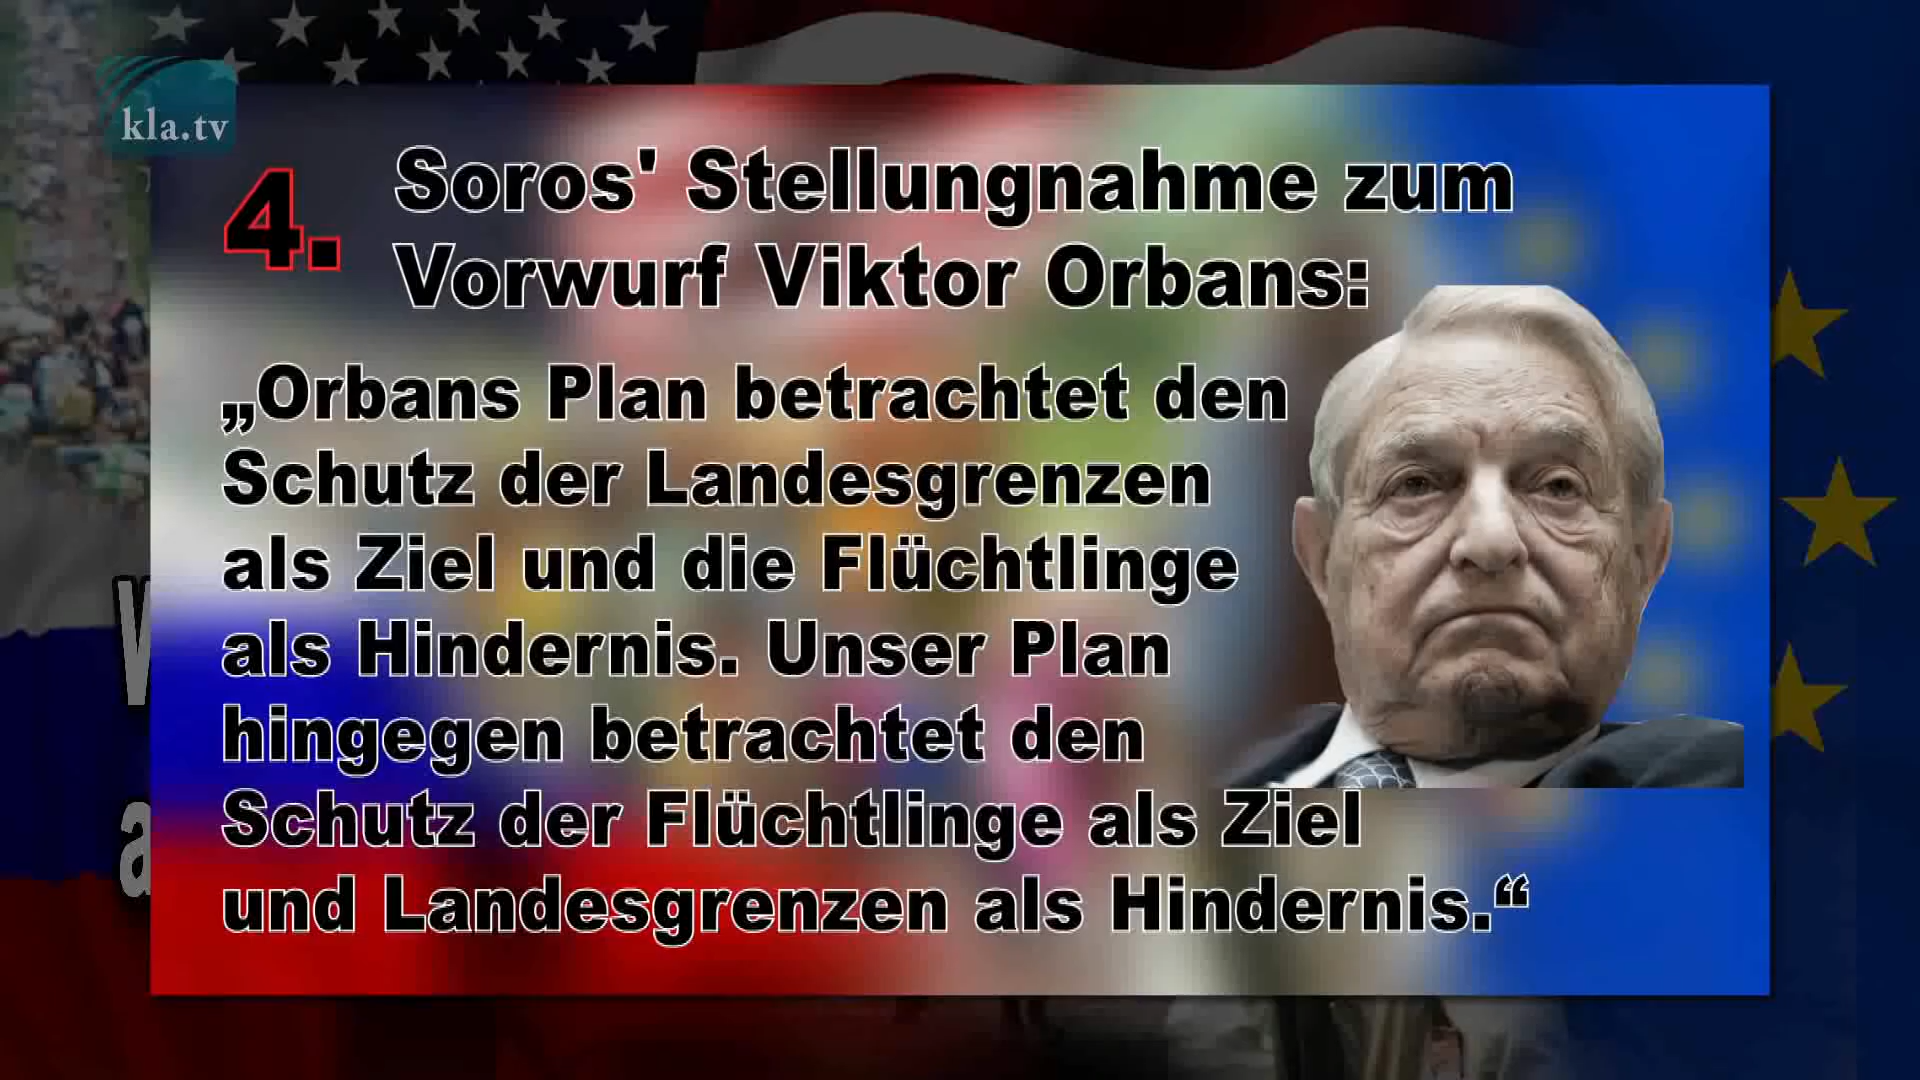 kla.tv
4. Soros' Stellungnahme zum
Vorwurf Viktor Orbans:
„Orbans Plan betrachtet den
Schutz der Landesgrenzen
als Ziel und die Flüchtlinge
als Hindernis. Unser Plan
hingegen betrachtet den
Schutz der Flüchtlinge als Ziel
und Landesgrenzen als Hindernis.“